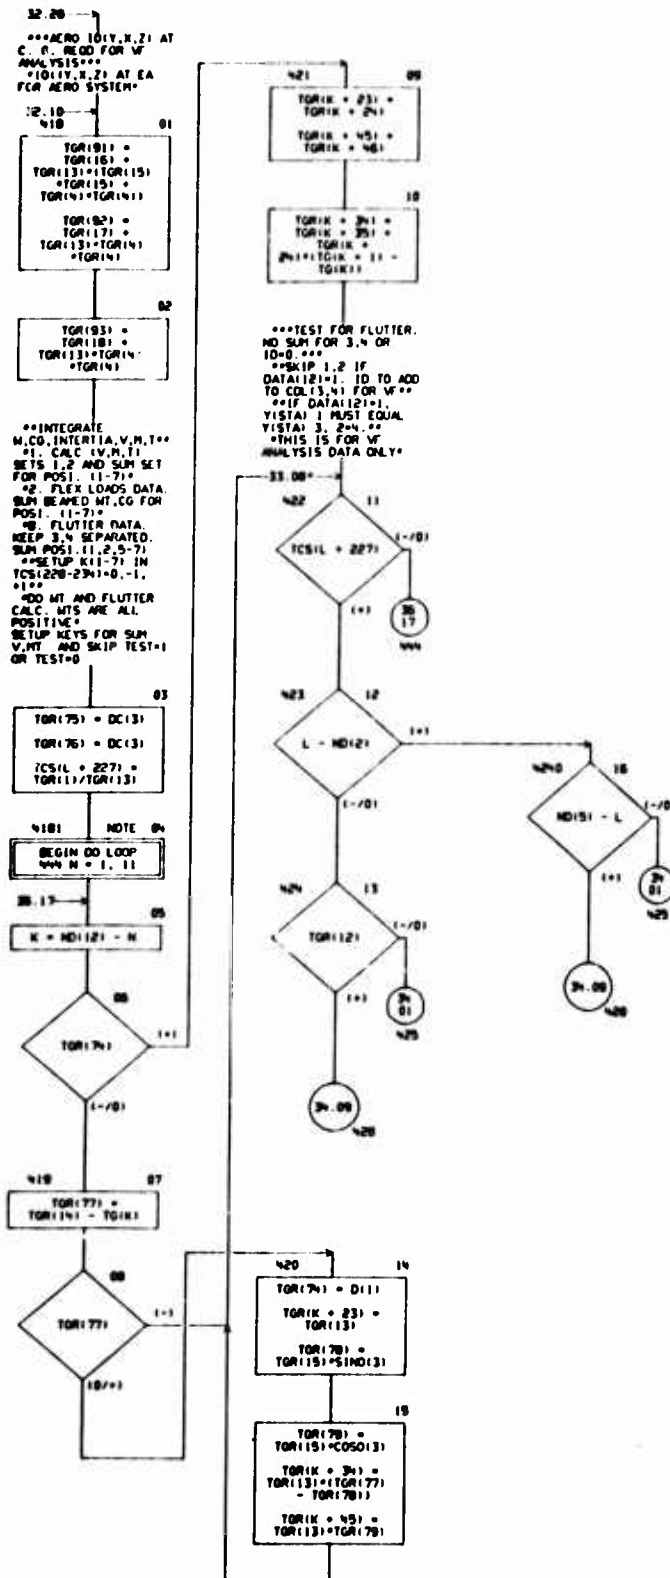 32.28
***AERO IO(Y,X,Z) AT
C. G. REQD FOR VF
ANALYSIS***
*IO((Y,X,Z) AT EA
FOR AERO SYSTEM*
32.10
418
01
TGR(91) =
TGR(16) +
TGR(13)*(TGR(15)
*TGR(15) +
TGR(4)*TGR(4))
TGR(92) =
TGR(17) +
TGR(13)*TGR(4)
*TGR(4)
02
TGR(93) =
TGR(18) +
TGR(13)*TGR(4)
*TGR(4)
**INTEGRATE
W,CG,INTERTIA,V,M,T**
*1. CALC (V,M,T)
SETS 1,2 AND SUM SET
FOR POSI. (1-7)*
*2. FLEX LOADS DATA.
SUM BEAMED WT,CG FOR
POSI. (1-7)*
*B. FLUTTER DATA.
KEEP 3,4 SEPARATED.
SUM POSI.(1,2,5-7)
**SETUP K(1-7) IN
TCS(228-234)=0,-1,
+1**
*DO WT AND FLUTTER
CALC. WTS ARE ALL
POSITIVE*
SETUP KEYS FOR SUM
V,MT AND SKIP TEST=1
OR TEST=0
03
TGR(75) = DC(3)
TGR(76) = DC(3)
TCS(L + 227) =
TGR(1)/TGR(13)
4181
NOTE 04
BEGIN DO LOOP
444 N = 1, 11
36.17
05
K = ND(12) - N
06
TGR(74)
(+)
(-/0)
419
07
TGR(77) =
TGR(14) - TG(K)
08
TGR(77)
(-)
(0/+)
421
09
TGR(K + 23) =
TGR(K + 24)
TGR(K + 45) =
TGR(K + 46)
10
TGR(K + 34) =
TGR(K + 35) +
TGR(K +
24)*(TG(K + 1) -
TG(K))
***TEST FOR FLUTTER.
NO SUM FOR 3,4 OR
ID=0.***
**SKIP 1,2 IF
DATA(12)=1. ID TO ADD
TO COL(3,4) FOR VF**
**IF DATA(12)=1,
Y(STA) 1 MUST EQUAL
Y(STA) 3, 2=4.**
*THIS IS FOR VF
ANALYSIS DATA ONLY*
33.08*
422
11
TCS(L + 227)
(-/0)
36
17
444
(+)
423
12
L - ND(2)
(+)
(-/0)
4240
16
ND(5) - L
(-/0)
34
01
425
(+)
34.09
428
424
13
TGR(12)
(-/0)
34
01
425
(+)
34.09
428
420
14
TGR(74) = D(1)
TGR(K + 23) =
TGR(13)
TGR(78) =
TGR(15)*SINO(3)
15
TGR(79) =
TGR(15)*COSO(3)
TGR(K + 34) =
TGR(13)*(TGR(77)
- TGR(78))
TGR(K + 45) =
TGR(13)*TGR(79)